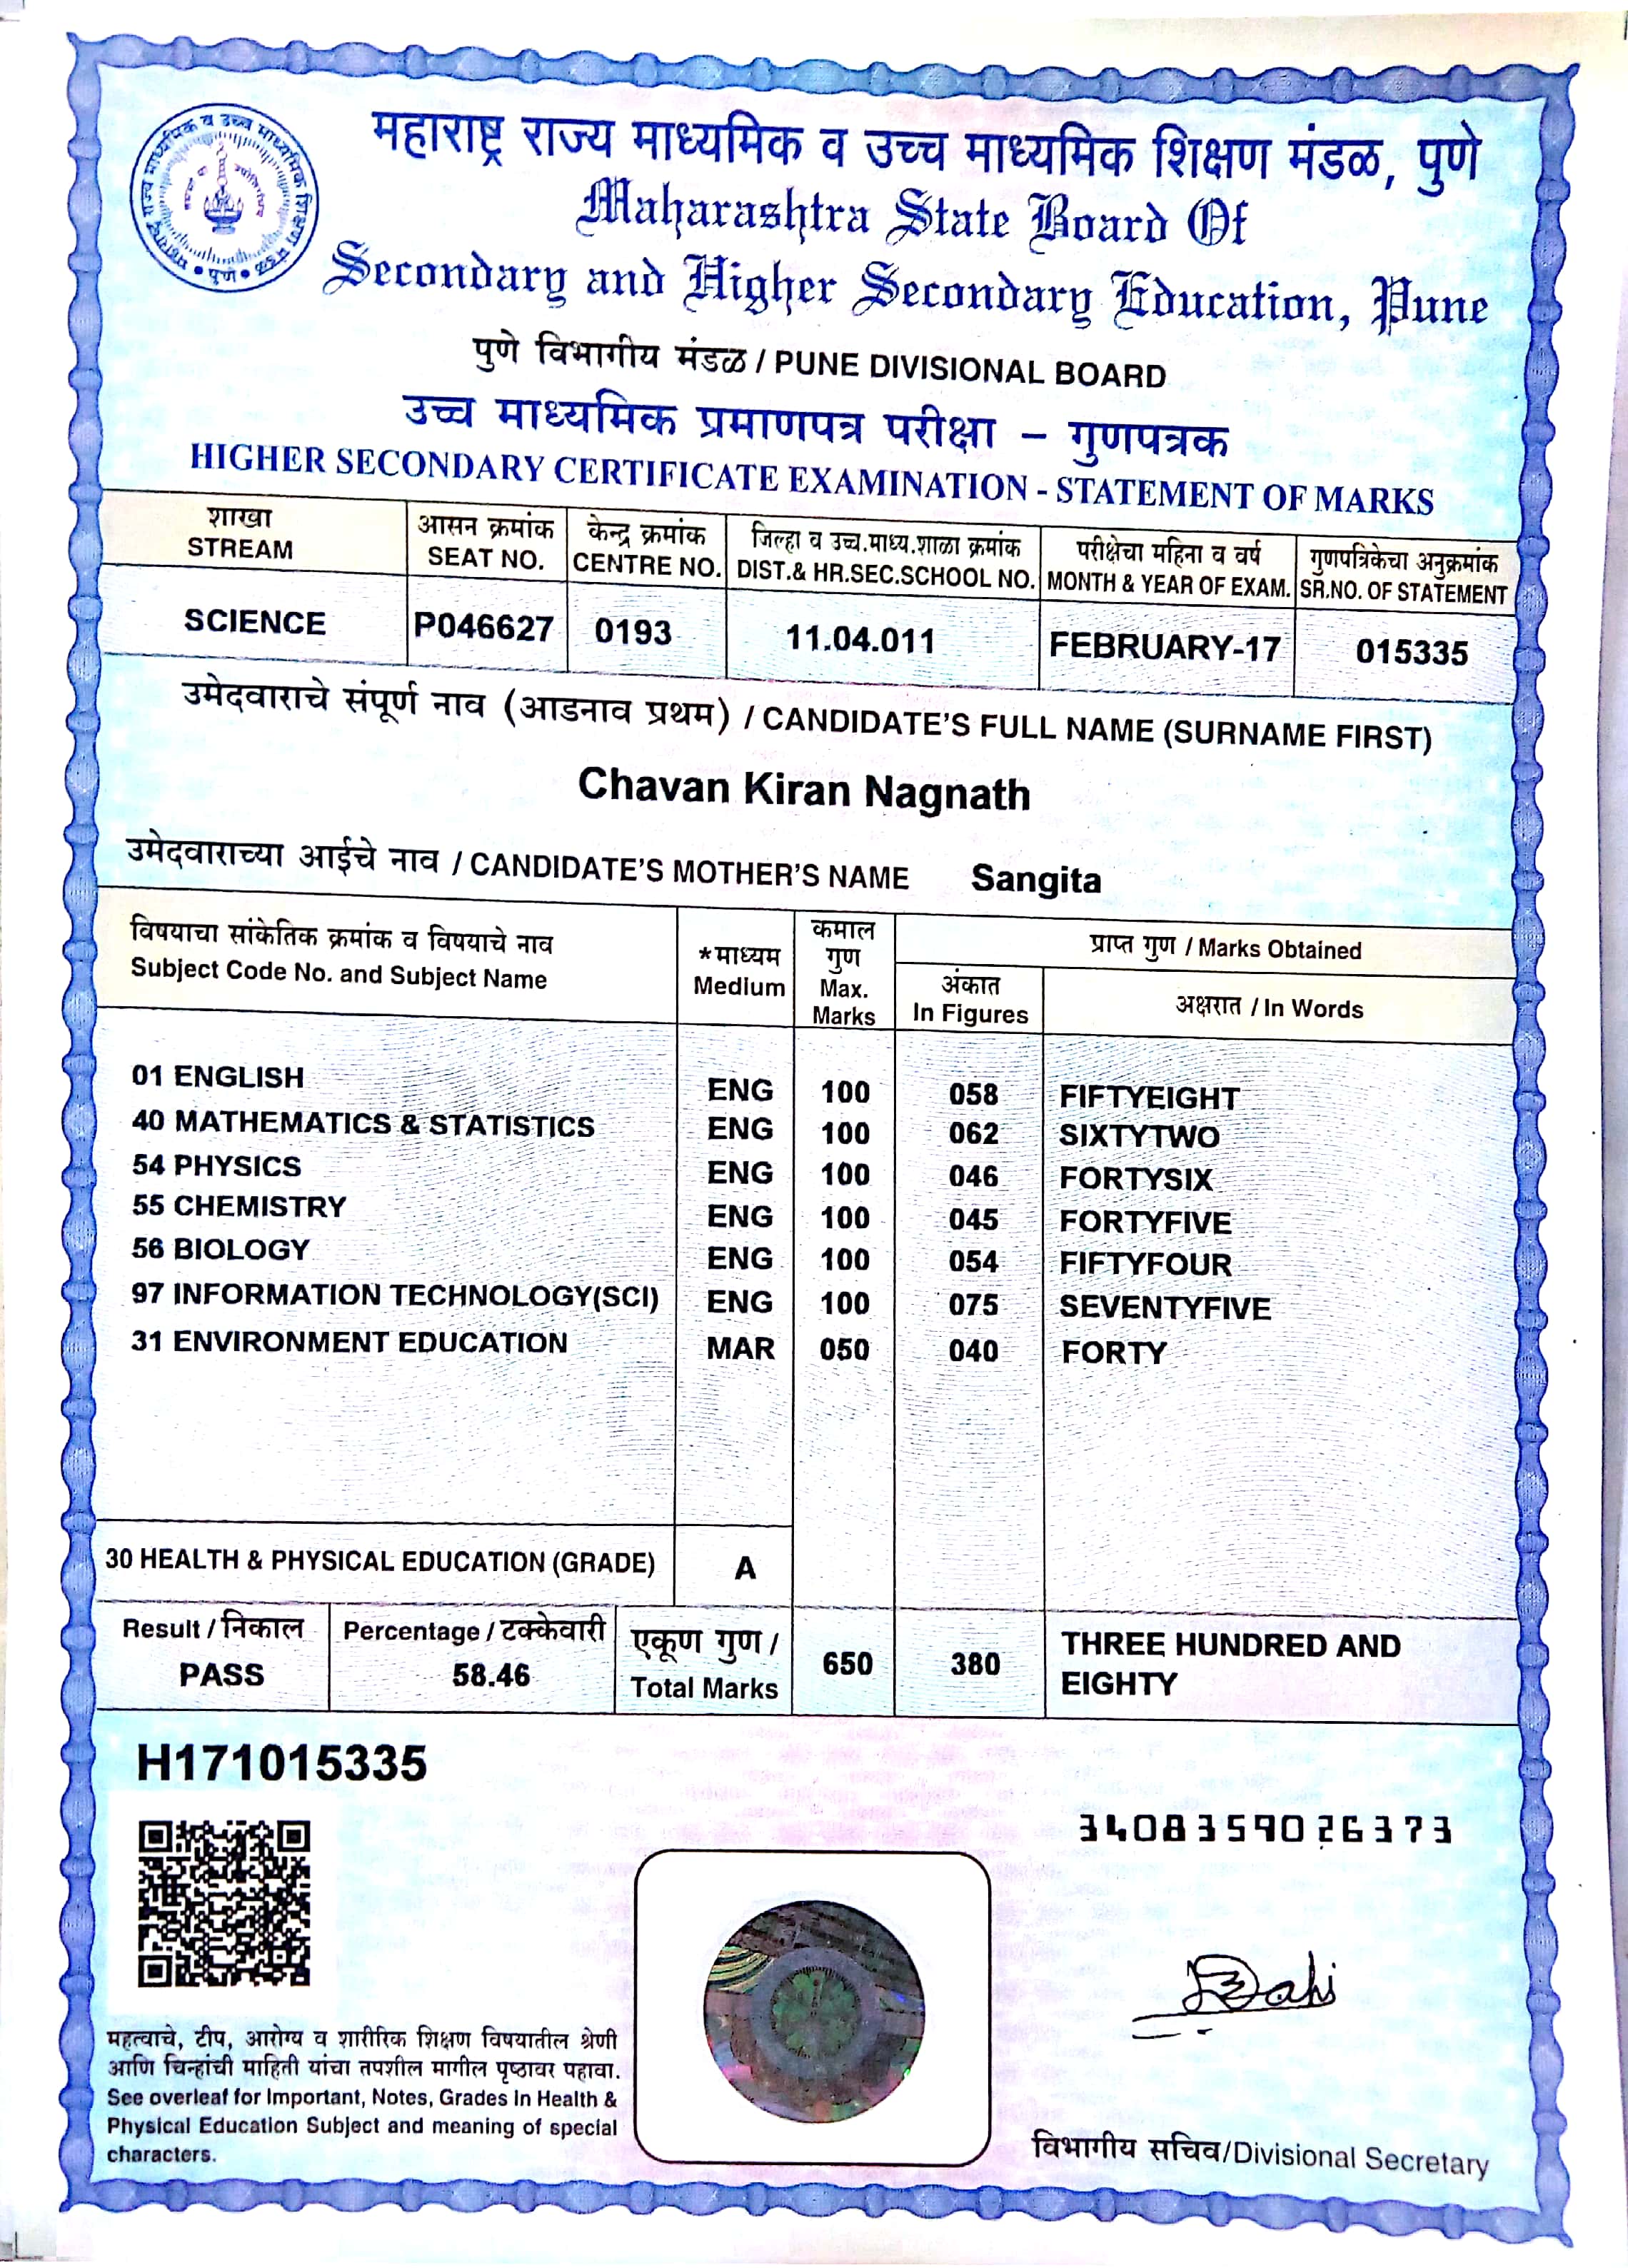 महाराष्ट्र राज्य माध्यमिक व उच्च माध्यमिक शिक्षण मंडळ, पुणे
Maharashtra State Board Of
Secondary and Higher Secondary Education, Pune
महाराष्ट्र राज्य माध्यमिक व उच्च माध्यमिक शिक्षण मंडळ • पुणे •
पुणे विभागीय मंडळ / PUNE DIVISIONAL BOARD
उच्च माध्यमिक प्रमाणपत्र परीक्षा – गुणपत्रक
HIGHER SECONDARY CERTIFICATE EXAMINATION - STATEMENT OF MARKS
शाखा आसन क्रमांक केन्द्र क्रमांक जिल्हा व उच्च.माध्य.शाळा क्रमांक परीक्षेचा महिना व वर्ष गुणपत्रिकेचा अनुक्रमांक
STREAM SEAT NO. CENTRE NO. DIST.& HR.SEC.SCHOOL NO. MONTH & YEAR OF EXAM. SR.NO. OF STATEMENT
SCIENCE P046627 0193 11.04.011 FEBRUARY-17 015335
उमेदवाराचे संपूर्ण नाव (आडनाव प्रथम) / CANDIDATE'S FULL NAME (SURNAME FIRST)
Chavan Kiran Nagnath
उमेदवाराच्या आईचे नाव / CANDIDATE'S MOTHER'S NAME Sangita
विषयाचा सांकेतिक क्रमांक व विषयाचे नाव
Subject Code No. and Subject Name
*माध्यम
Medium
कमाल
गुण
Max.
Marks
प्राप्त गुण / Marks Obtained
अंकात
In Figures
अक्षरात / In Words
01 ENGLISH ENG 100 058 FIFTYEIGHT
40 MATHEMATICS & STATISTICS ENG 100 062 SIXTYTWO
54 PHYSICS ENG 100 046 FORTYSIX
55 CHEMISTRY ENG 100 045 FORTYFIVE
56 BIOLOGY ENG 100 054 FIFTYFOUR
97 INFORMATION TECHNOLOGY(SCI) ENG 100 075 SEVENTYFIVE
31 ENVIRONMENT EDUCATION MAR 050 040 FORTY
30 HEALTH & PHYSICAL EDUCATION (GRADE) A
Result / निकाल
PASS
Percentage / टक्केवारी
58.46
एकूण गुण /
Total Marks
650 380
THREE HUNDRED AND
EIGHTY
H171015335
3408359026373
महत्वाचे, टीप, आरोग्य व शारीरिक शिक्षण विषयातील श्रेणी
आणि चिन्हांची माहिती यांचा तपशील मागील पृष्ठावर पहावा.
See overleaf for Important, Notes, Grades in Health &
Physical Education Subject and meaning of special
characters.
विभागीय सचिव/Divisional Secretary